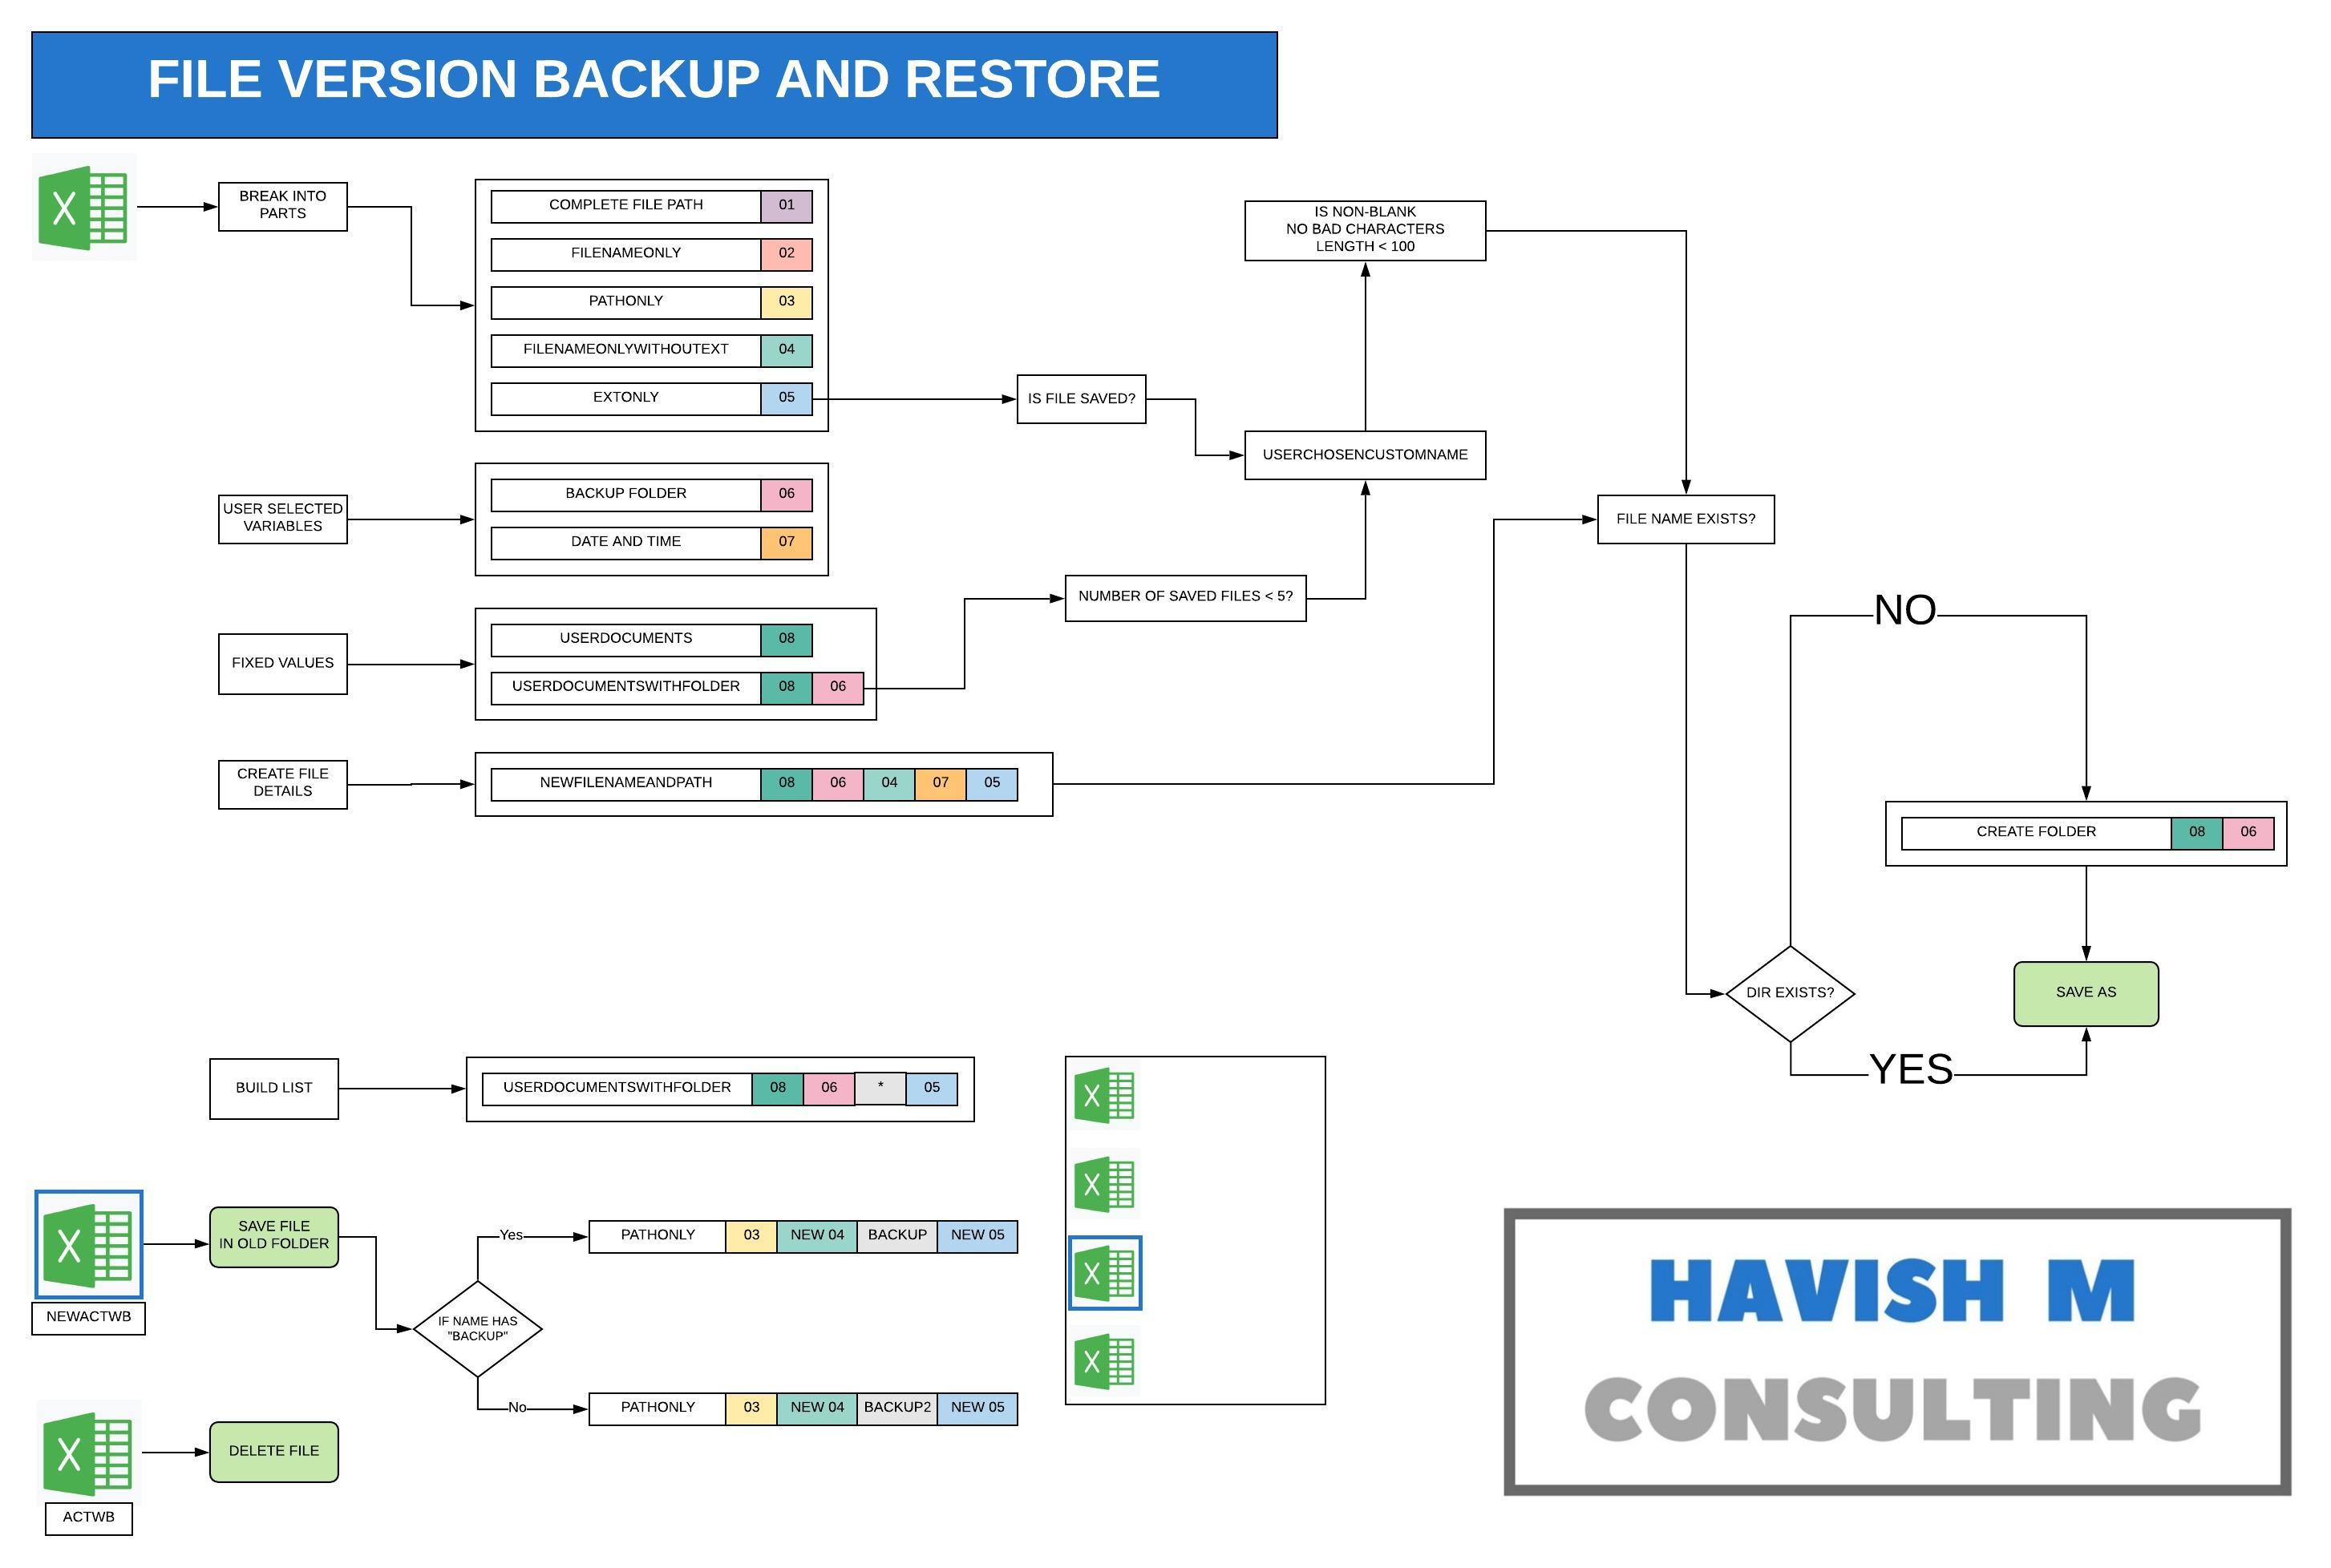 FILE VERSION BACKUP AND RESTORE
BREAK INTO
PARTS
COMPLETE FILE PATH 01
FILENAMEONLY 02
PATHONLY 03
FILENAMEONLYWITHOUTEXT 04
EXTONLY 05
IS FILE SAVED?
IS NON-BLANK
NO BAD CHARACTERS
LENGTH < 100
USERCHOSENCUSTOMNAME
USER SELECTED
VARIABLES
BACKUP FOLDER 06
DATE AND TIME 07
FILE NAME EXISTS?
NUMBER OF SAVED FILES < 5?
FIXED VALUES
USERDOCUMENTS 08
USERDOCUMENTSWITHFOLDER 08 06
CREATE FILE
DETAILS
NEWFILENAMEANDPATH 08 06 04 07 05
NO
CREATE FOLDER 08 06
DIR EXISTS?
SAVE AS
YES
BUILD LIST
USERDOCUMENTSWITHFOLDER 08 06 * 05
SAVE FILE
IN OLD FOLDER
NEWACTWB
IF NAME HAS
"BACKUP"
Yes
PATHONLY 03 NEW 04 BACKUP NEW 05
No
PATHONLY 03 NEW 04 BACKUP2 NEW 05
DELETE FILE
ACTWB
HAVISH M
CONSULTING